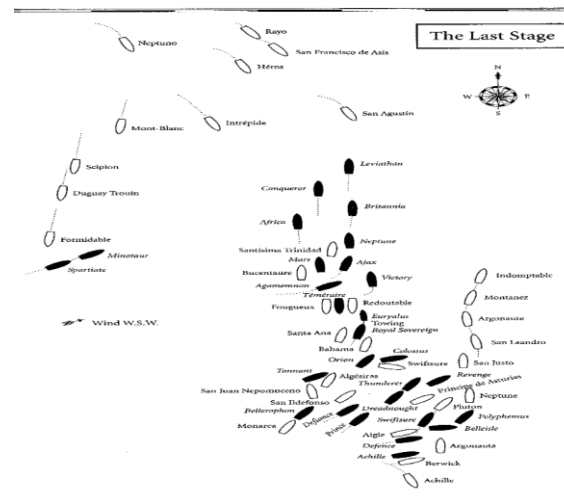 The Last Stage
Rayo
Neptuno
San Francisco de Asis
Héros
N
W
E
S
San Agustín
Mont-Blanc
Intrépide
Leviathan
Scipion
Conqueror
Duguay Trouin
Britannia
Africa
Formidable
Neptune
Minotaur
Santísima Trinidad
Spartiate
Mars
Ajax
Bucentaure
Victory
Indomptable
Agamemnon
Téméraire
Montanez
Fougueux
Redoutable
Euryalus
Towing
Royal Sovereign
Argonaute
Wind W.S.W.
Santa Ana
Bahama
San Leandro
Orion
Colossus
Swiftsure
San Justo
Tonnant
Algésiras
Thunderer
Revenge
Principe de Asturias
San Juan Nepomuceno
San Ildefonso
Neptune
Pluton
Bellerophon
Dreadnought
Defiance
Swiftsure
Polyphemus
Monarca
Prince
Belleisle
Aigle
Defence
Argonauta
Achille
Berwick
Achille